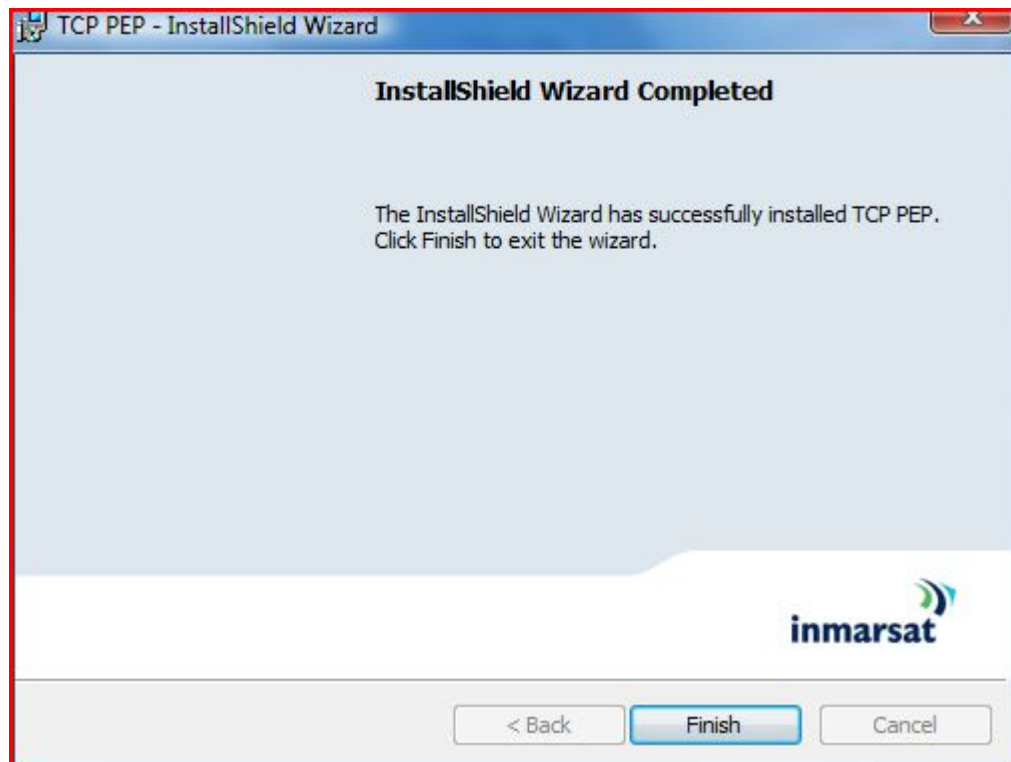 TCP PEP - InstallShield Wizard
InstallShield Wizard Completed
The InstallShield Wizard has successfully installed TCP PEP.
Click Finish to exit the wizard.
inmarsat
< Back
Finish
Cancel